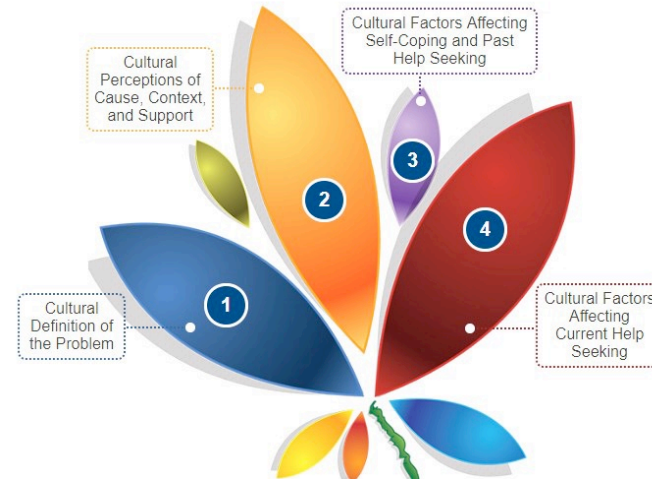 Cultural
Perceptions of
Cause, Context,
and Support
Cultural Factors Affecting
Self-Coping and Past
Help Seeking
3
2
4
1
Cultural
Definition of
the Problem
Cultural Factors
Affecting
Current Help
Seeking